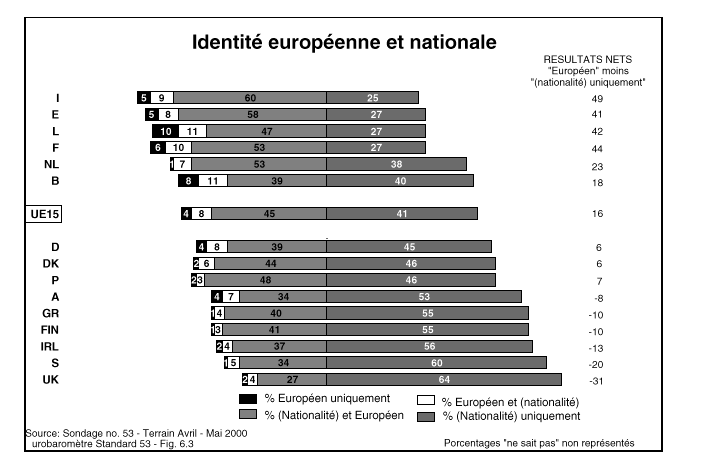 Identité européenne et nationale
RESULTATS NETS
"Européen" moins
"(nationalité) uniquement"
I 5 9 60 25 49
E 5 8 58 27 41
L 10 11 47 27 42
F 6 10 53 27 44
NL 1 7 53 38 23
B 8 11 39 40 18
UE15 4 8 45 41 16
D 4 8 39 45 6
DK 2 6 44 46 6
P 2 3 48 46 7
A 4 7 34 53 -8
GR 1 4 40 55 -10
FIN 1 3 41 55 -10
IRL 2 4 37 56 -13
S 1 5 34 60 -20
UK 2 4 27 64 -31
% Européen uniquement % Européen et (nationalité)
% (Nationalité) et Européen % (Nationalité) uniquement
Source: Sondage no. 53 - Terrain Avril - Mai 2000
urobaromètre Standard 53 - Fig. 6.3 Porcentages "ne sait pas" non représentés